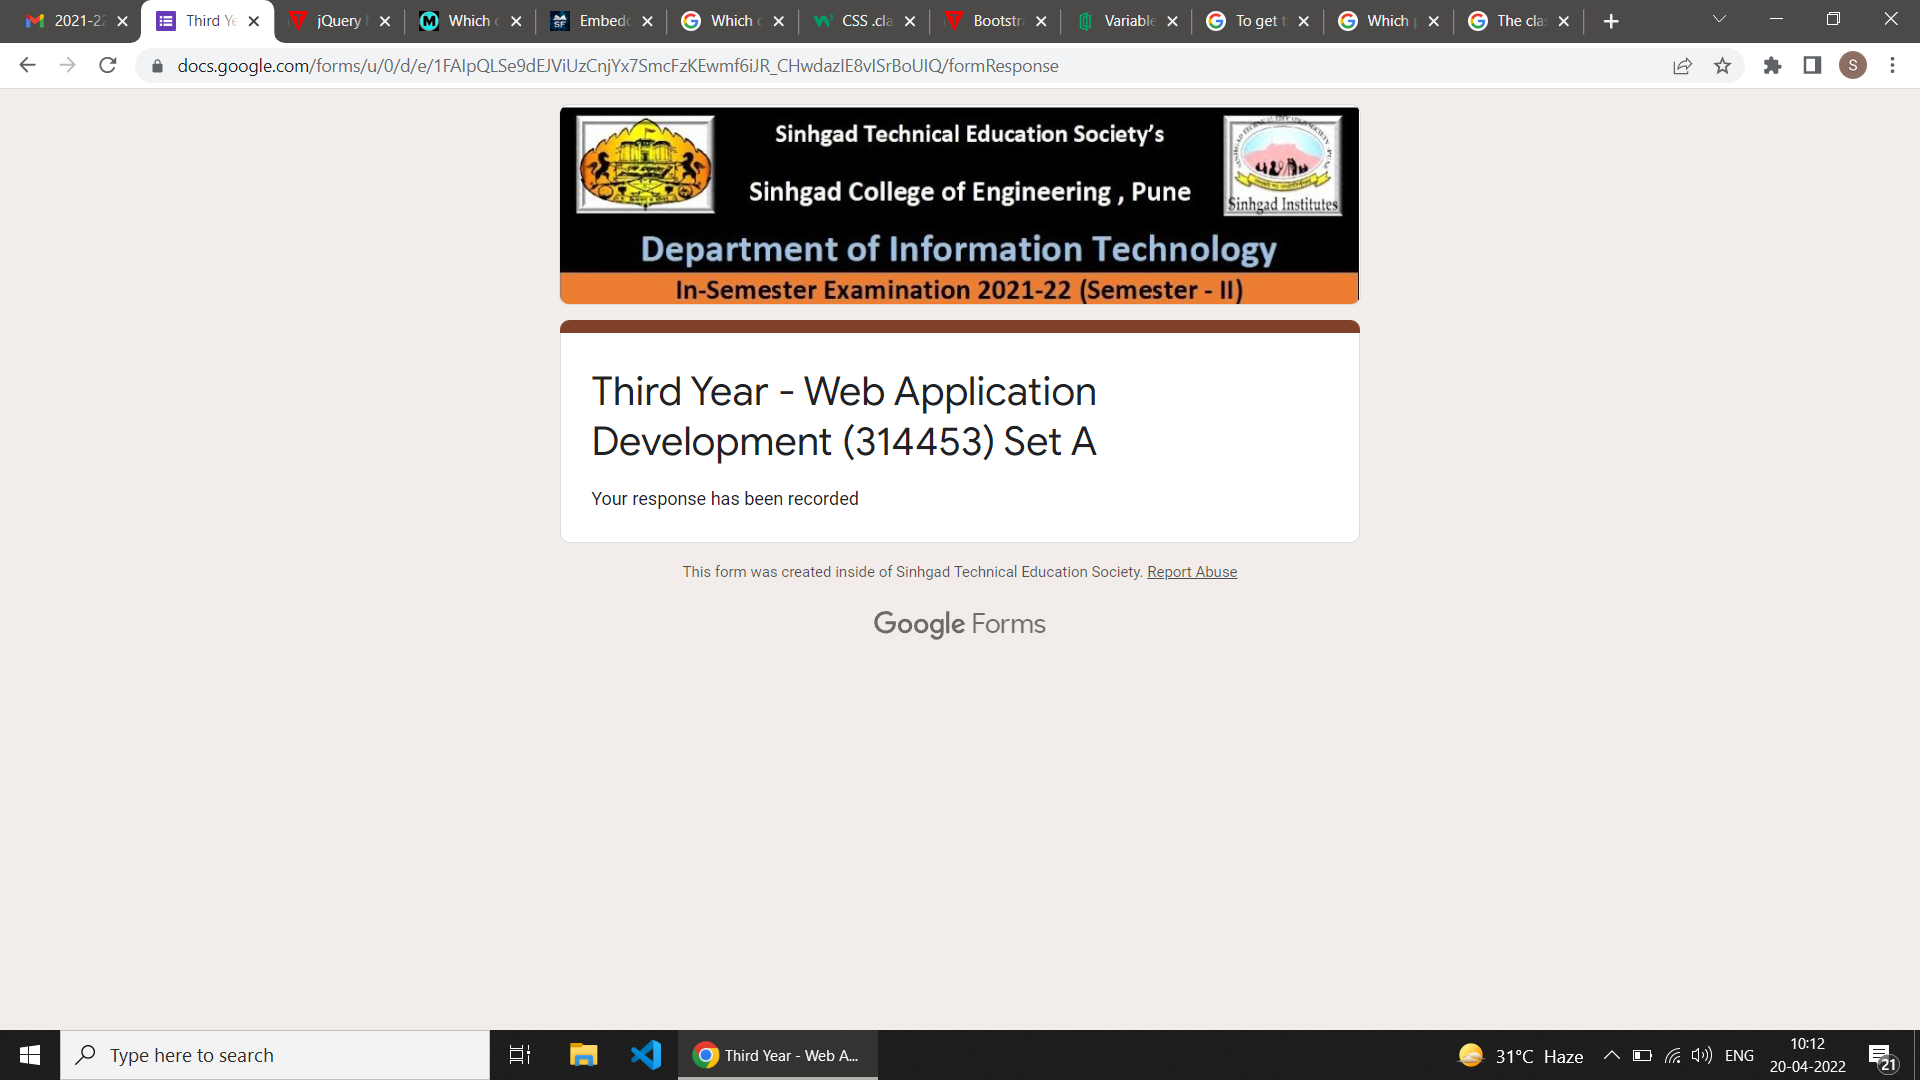 2021-22
Third Ye
jQuery
Which
Embed
Which
CSS .cla
Bootstra
Variable
To get t
Which p
The clas
docs.google.com/forms/u/0/d/e/1FAIpQLSe9dEJViUzCnjYx7SmcFzKEwmf6iJR_CHwdazIE8vlSrBoUIQ/formResponse
S
Sinhgad Technical Education Society's
Sinhgad College of Engineering , Pune
Sinhgad Institutes
Department of Information Technology
In-Semester Examination 2021-22 (Semester - II)
Third Year - Web Application
Development (314453) Set A
Your response has been recorded
This form was created inside of Sinhgad Technical Education Society. Report Abuse
Google Forms
Type here to search
Third Year - Web A...
31°C Haze
ENG
10:12
20-04-2022
21